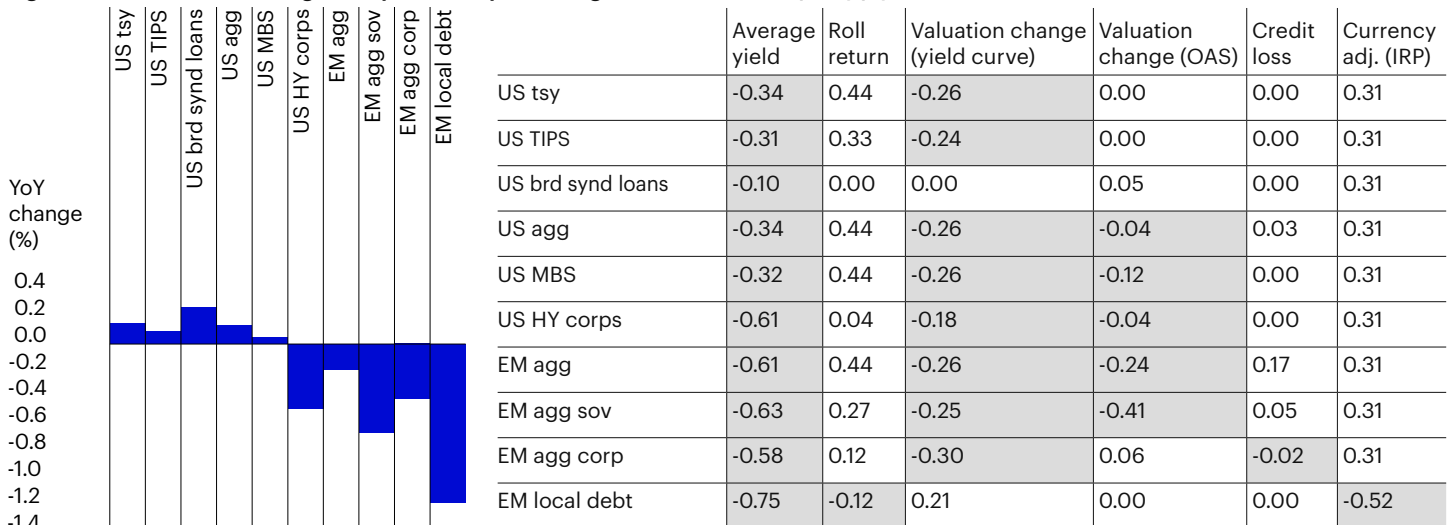 US tsy
US TIPS
US brd synd loans
US agg
US MBS
US HY corps
EM agg
EM agg sov
EM agg corp
EM local debt
YoY
change
(%)
0.4
0.2
0.0
-0.2
-0.4
-0.6
-0.8
-1.0
-1.2
-1.4
Average yield Roll return Valuation change (yield curve) Valuation change (OAS) Credit loss Currency adj. (IRP)
US tsy -0.34 0.44 -0.26 0.00 0.00 0.31
US TIPS -0.31 0.33 -0.24 0.00 0.00 0.31
US brd synd loans -0.10 0.00 0.00 0.05 0.00 0.31
US agg -0.34 0.44 -0.26 -0.04 0.03 0.31
US MBS -0.32 0.44 -0.26 -0.12 0.00 0.31
US HY corps -0.61 0.04 -0.18 -0.04 0.00 0.31
EM agg -0.61 0.44 -0.26 -0.24 0.17 0.31
EM agg sov -0.63 0.27 -0.25 -0.41 0.05 0.31
EM agg corp -0.58 0.12 -0.30 0.06 -0.02 0.31
EM local debt -0.75 -0.12 0.21 0.00 0.00 -0.52